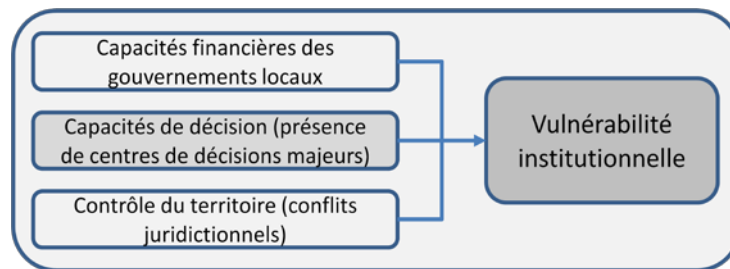 Capacités financières des
gouvernements locaux
Capacités de décision (présence
de centres de décisions majeurs)
Contrôle du territoire (conflits
juridictionnels)
Vulnérabilité
institutionnelle